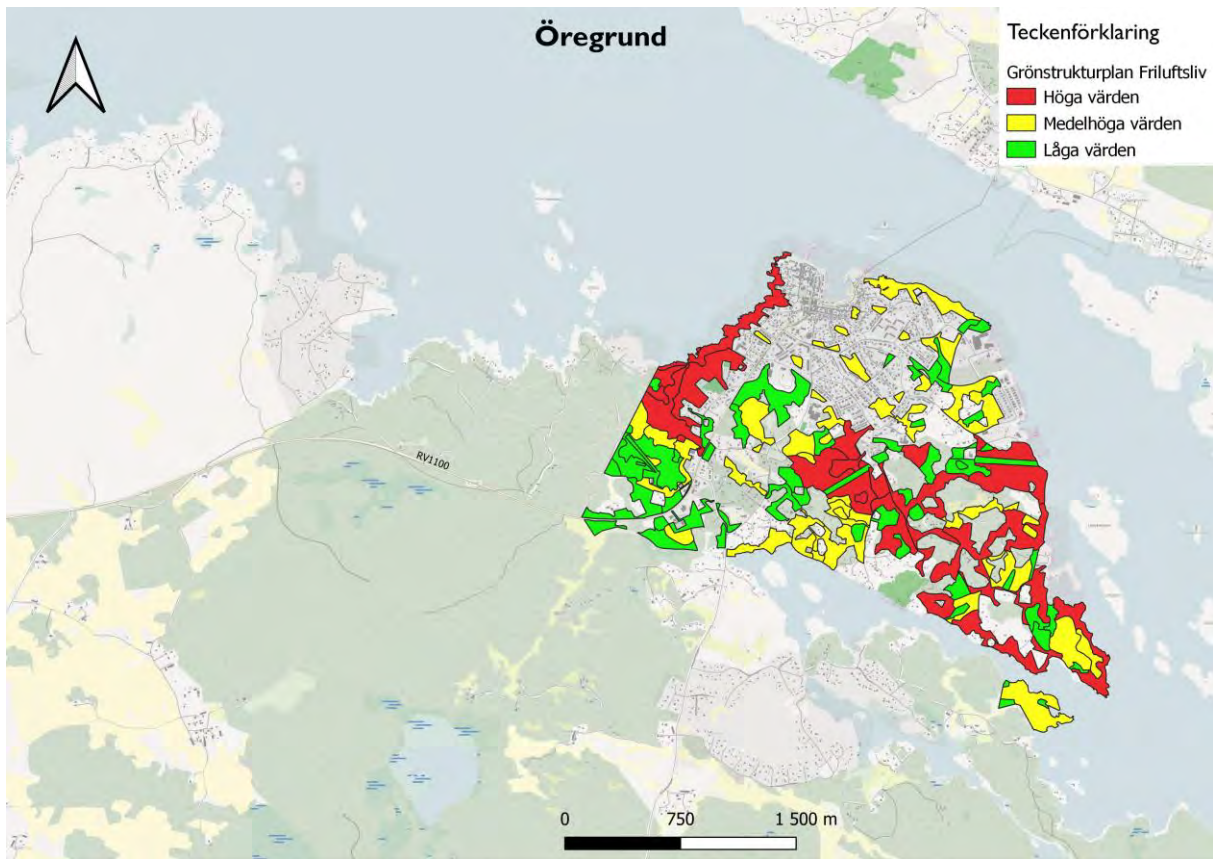 Öregrund
Teckenförklaring
Grönstrukturplan Friluftsliv
Höga värden
Medelhöga värden
Låga värden
RV1100
0 750 1 500 m